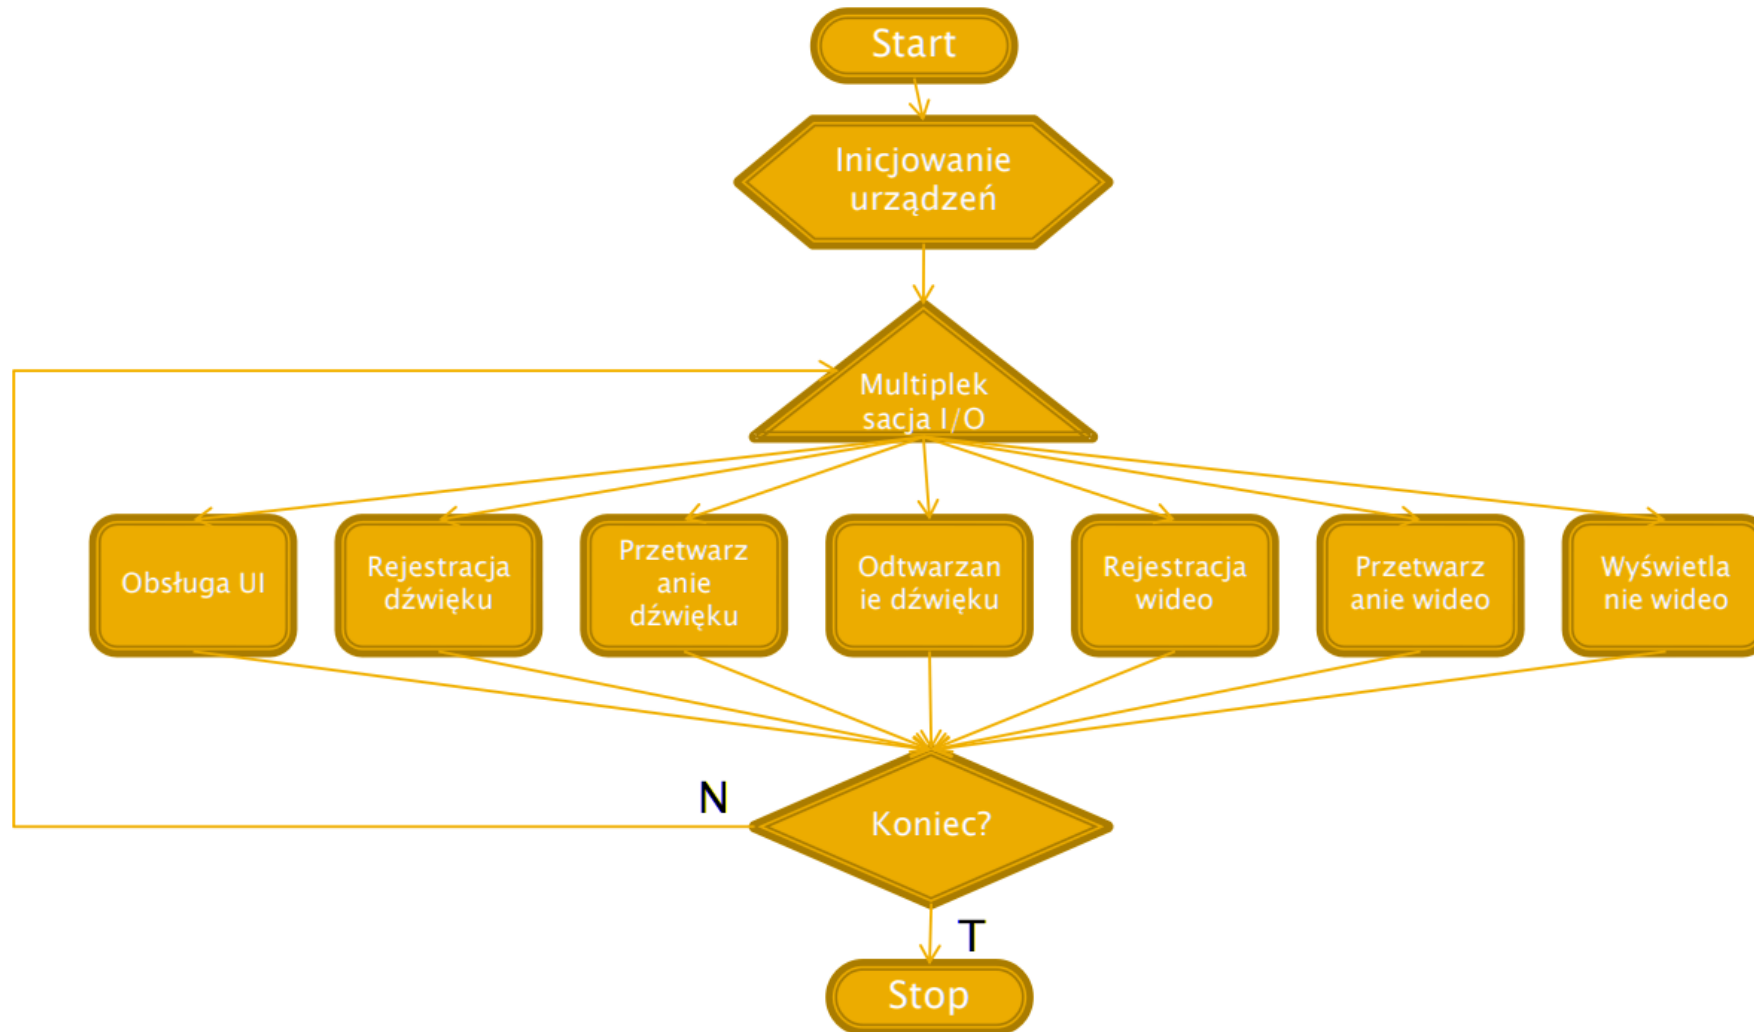 Start
Inicjowanie
urządzeń
Multiplek
sacja I/O
Obsługa UI
Rejestracja
dźwięku
Przetwarz
anie
dźwięku
Odtwarzan
ie dźwięku
Rejestracja
wideo
Przetwarz
anie wideo
Wyświetla
nie wideo
N
Koniec?
T
Stop